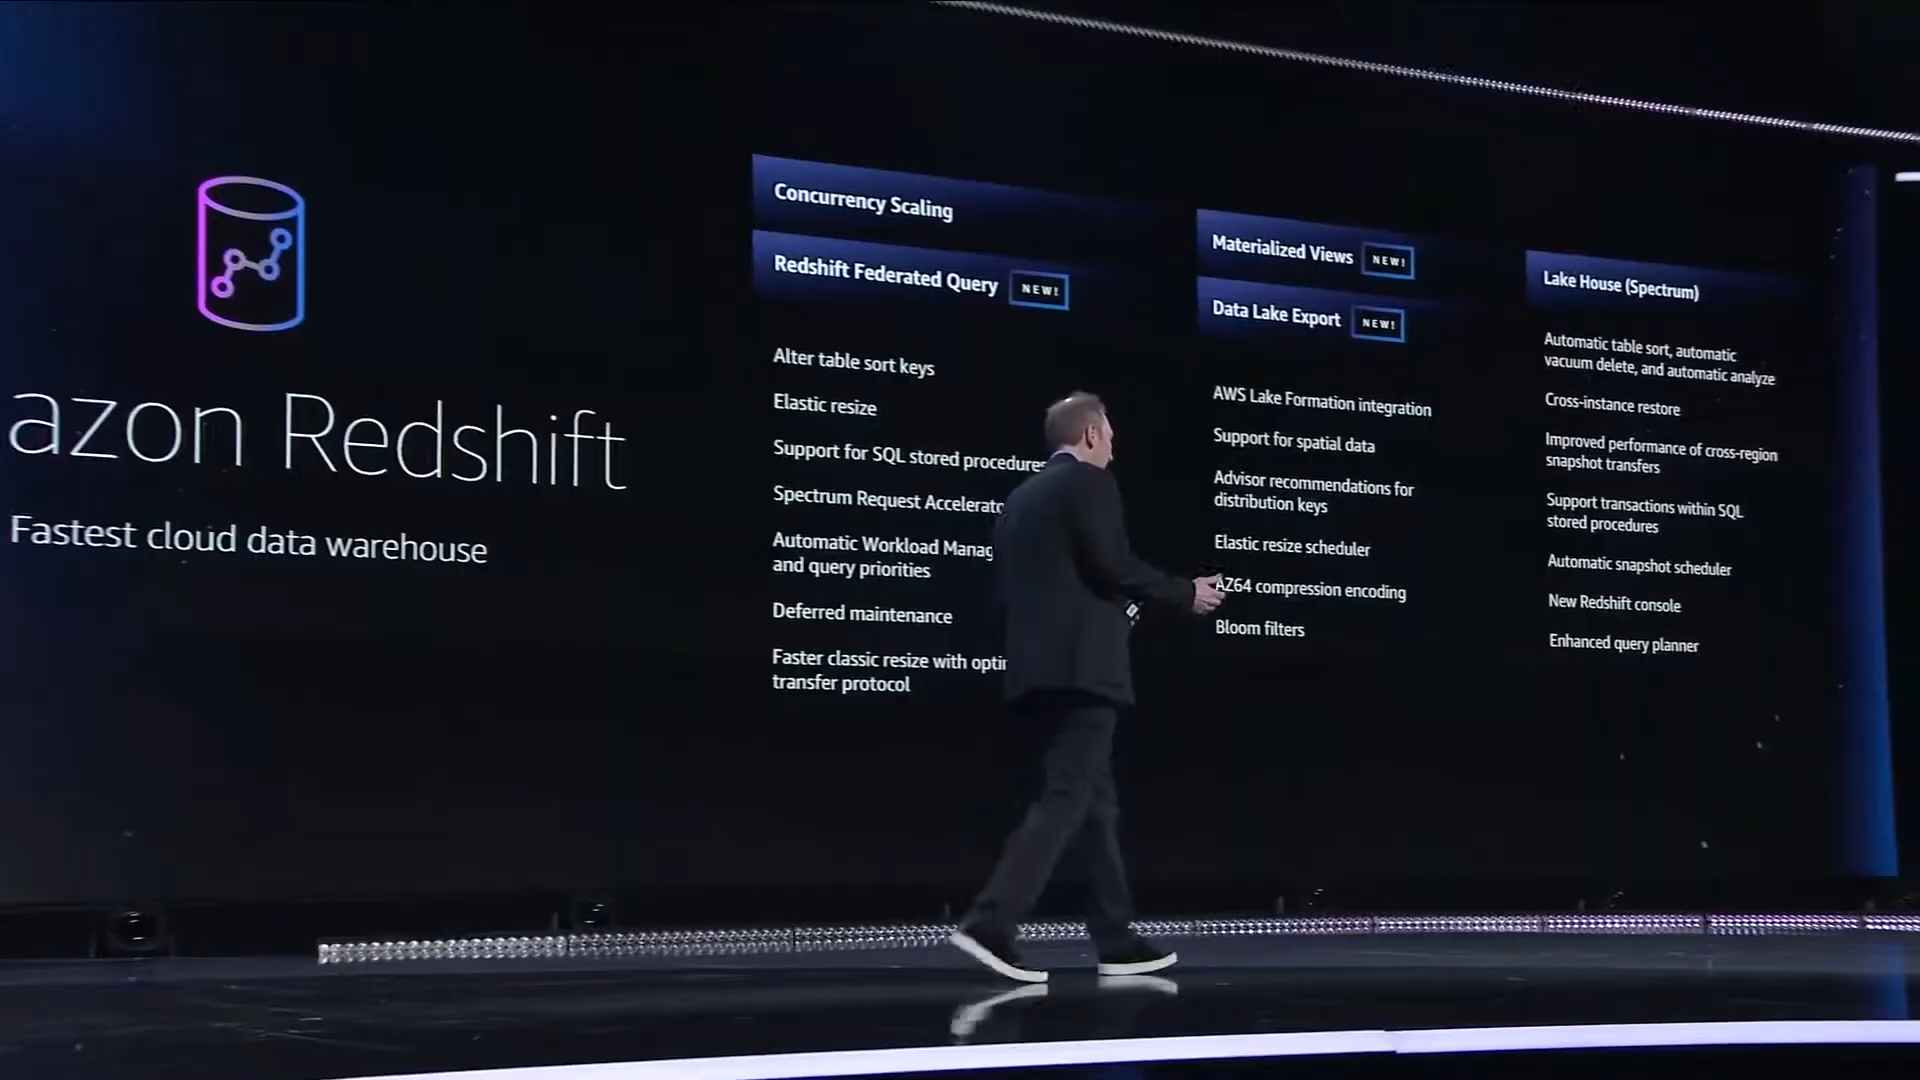 azon Redshift
Fastest cloud data warehouse
Concurrency Scaling
Redshift Federated Query NEW!
Alter table sort keys
Elastic resize
Support for SQL stored procedures
Spectrum Request Accelerato
Automatic Workload Manag
and query priorities
Deferred maintenance
Faster classic resize with optim
transfer protocol
Materialized Views NEW!
Data Lake Export NEW!
AWS Lake Formation integration
Support for spatial data
Advisor recommendations for
distribution keys
Elastic resize scheduler
AZ64 compression encoding
Bloom filters
Lake House (Spectrum)
Automatic table sort, automatic
vacuum delete, and automatic analyze
Cross-instance restore
Improved performance of cross-region
snapshot transfers
Support transactions within SQL
stored procedures
Automatic snapshot scheduler
New Redshift console
Enhanced query planner